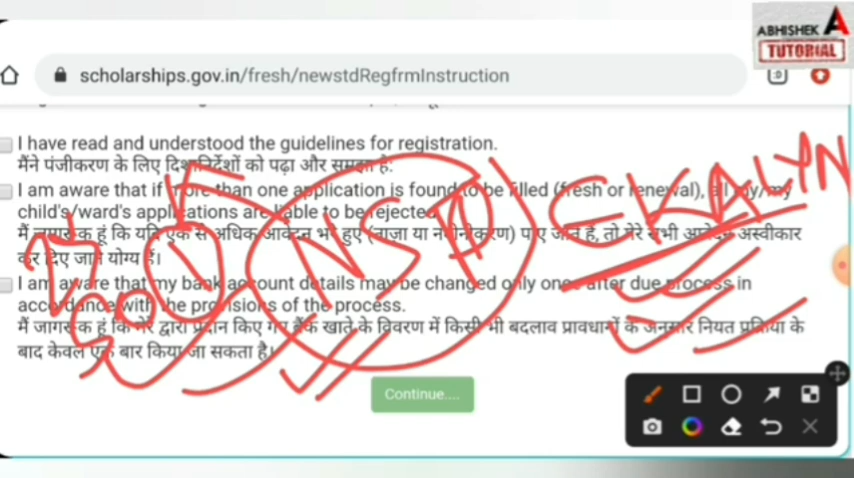 ABHISHEK A
TUTORIAL
scholarships.gov.in/fresh/newstdRegfrmInstruction
I have read and understood the guidelines for registration.
मैंने पंजीकरण के लिए दिशानिर्देशों को पढ़ा और समझा है:
I am aware that if more than one application is found to be filled (fresh or renewal), all my/my
child's/ward's applications are liable to be rejected
मैं जागरूक हूं कि यदि एक से अधिक आवेदन भरे हुए (ताजा या नवीनीकरण) पाए जाते है, तो मेरे सभी आवेदन अस्वीकार
कर दिए जाने योग्य हैं।
I am aware that my bank account details may be changed only once after due process in
accordance with the provisions of the process.
मैं जागरूक हूं कि मेरे द्वारा प्रदान किए गए बैंक खाते के विवरण में किसी भी बदलाव प्रावधानों के अनुसार नियत प्रक्रिया के
बाद केवल एक बार किया जा सकता है।
NSP
EKALYN
Continue....